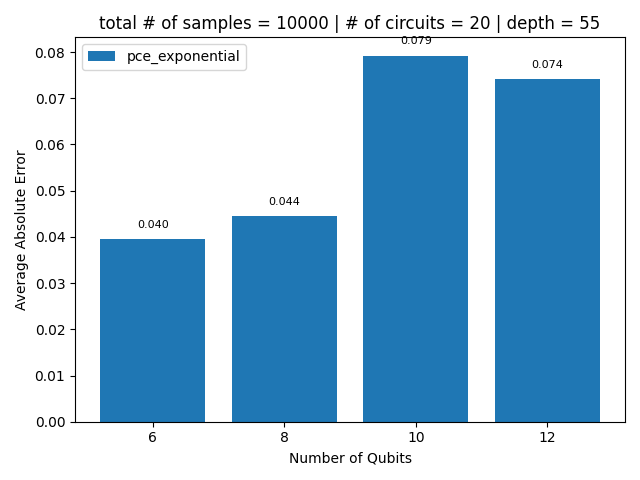 total # of samples = 10000 | # of circuits = 20 | depth = 55
pce_exponential
0.079
0.074
0.044
0.040
0.08
0.07
0.06
0.05
0.04
0.03
0.02
0.01
0.00
Average Absolute Error
6 8 10 12
Number of Qubits